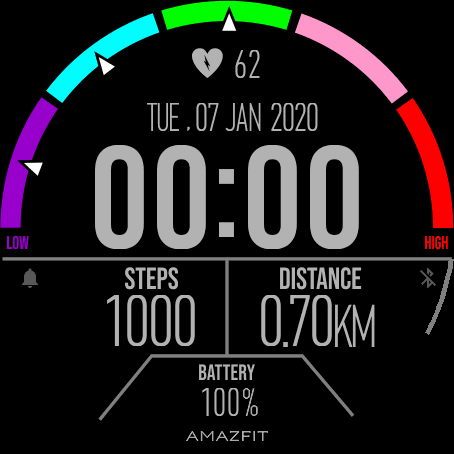 62
TUE , 07 JAN 2020
00:00
LOW HIGH
STEPS DISTANCE
1000 0.70KM
BATTERY
100%
AMAZFIT